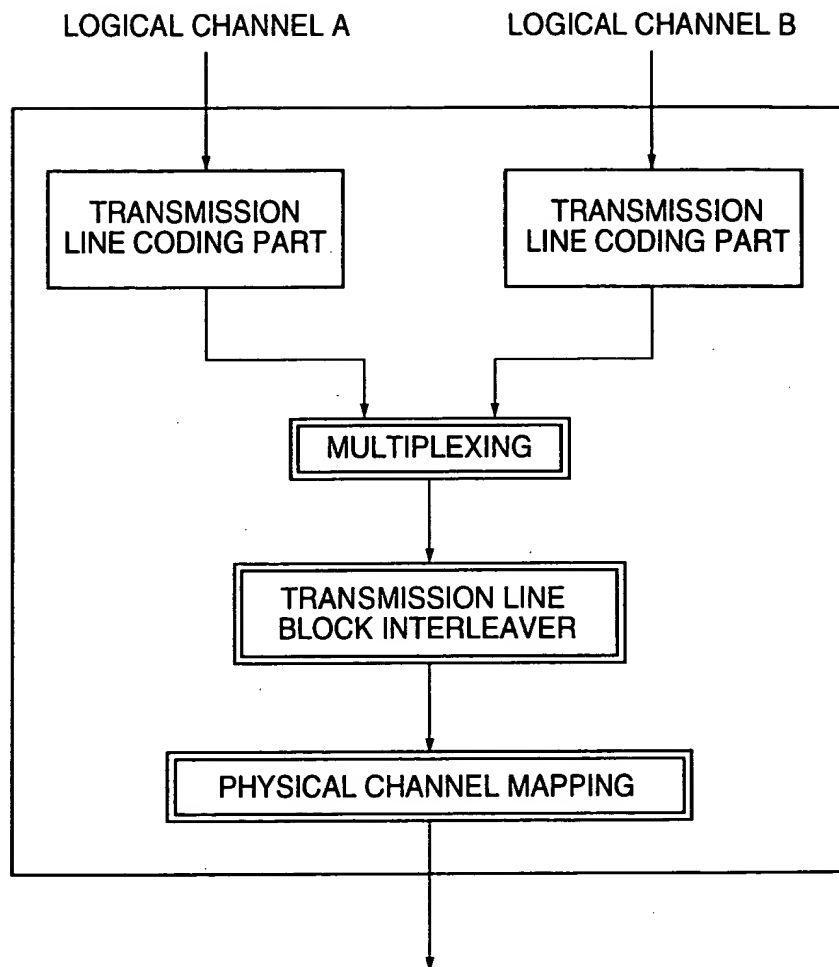 LOGICAL CHANNEL A
LOGICAL CHANNEL B
TRANSMISSION
LINE CODING PART
TRANSMISSION
LINE CODING PART
MULTIPLEXING
TRANSMISSION LINE
BLOCK INTERLEAVER
PHYSICAL CHANNEL MAPPING